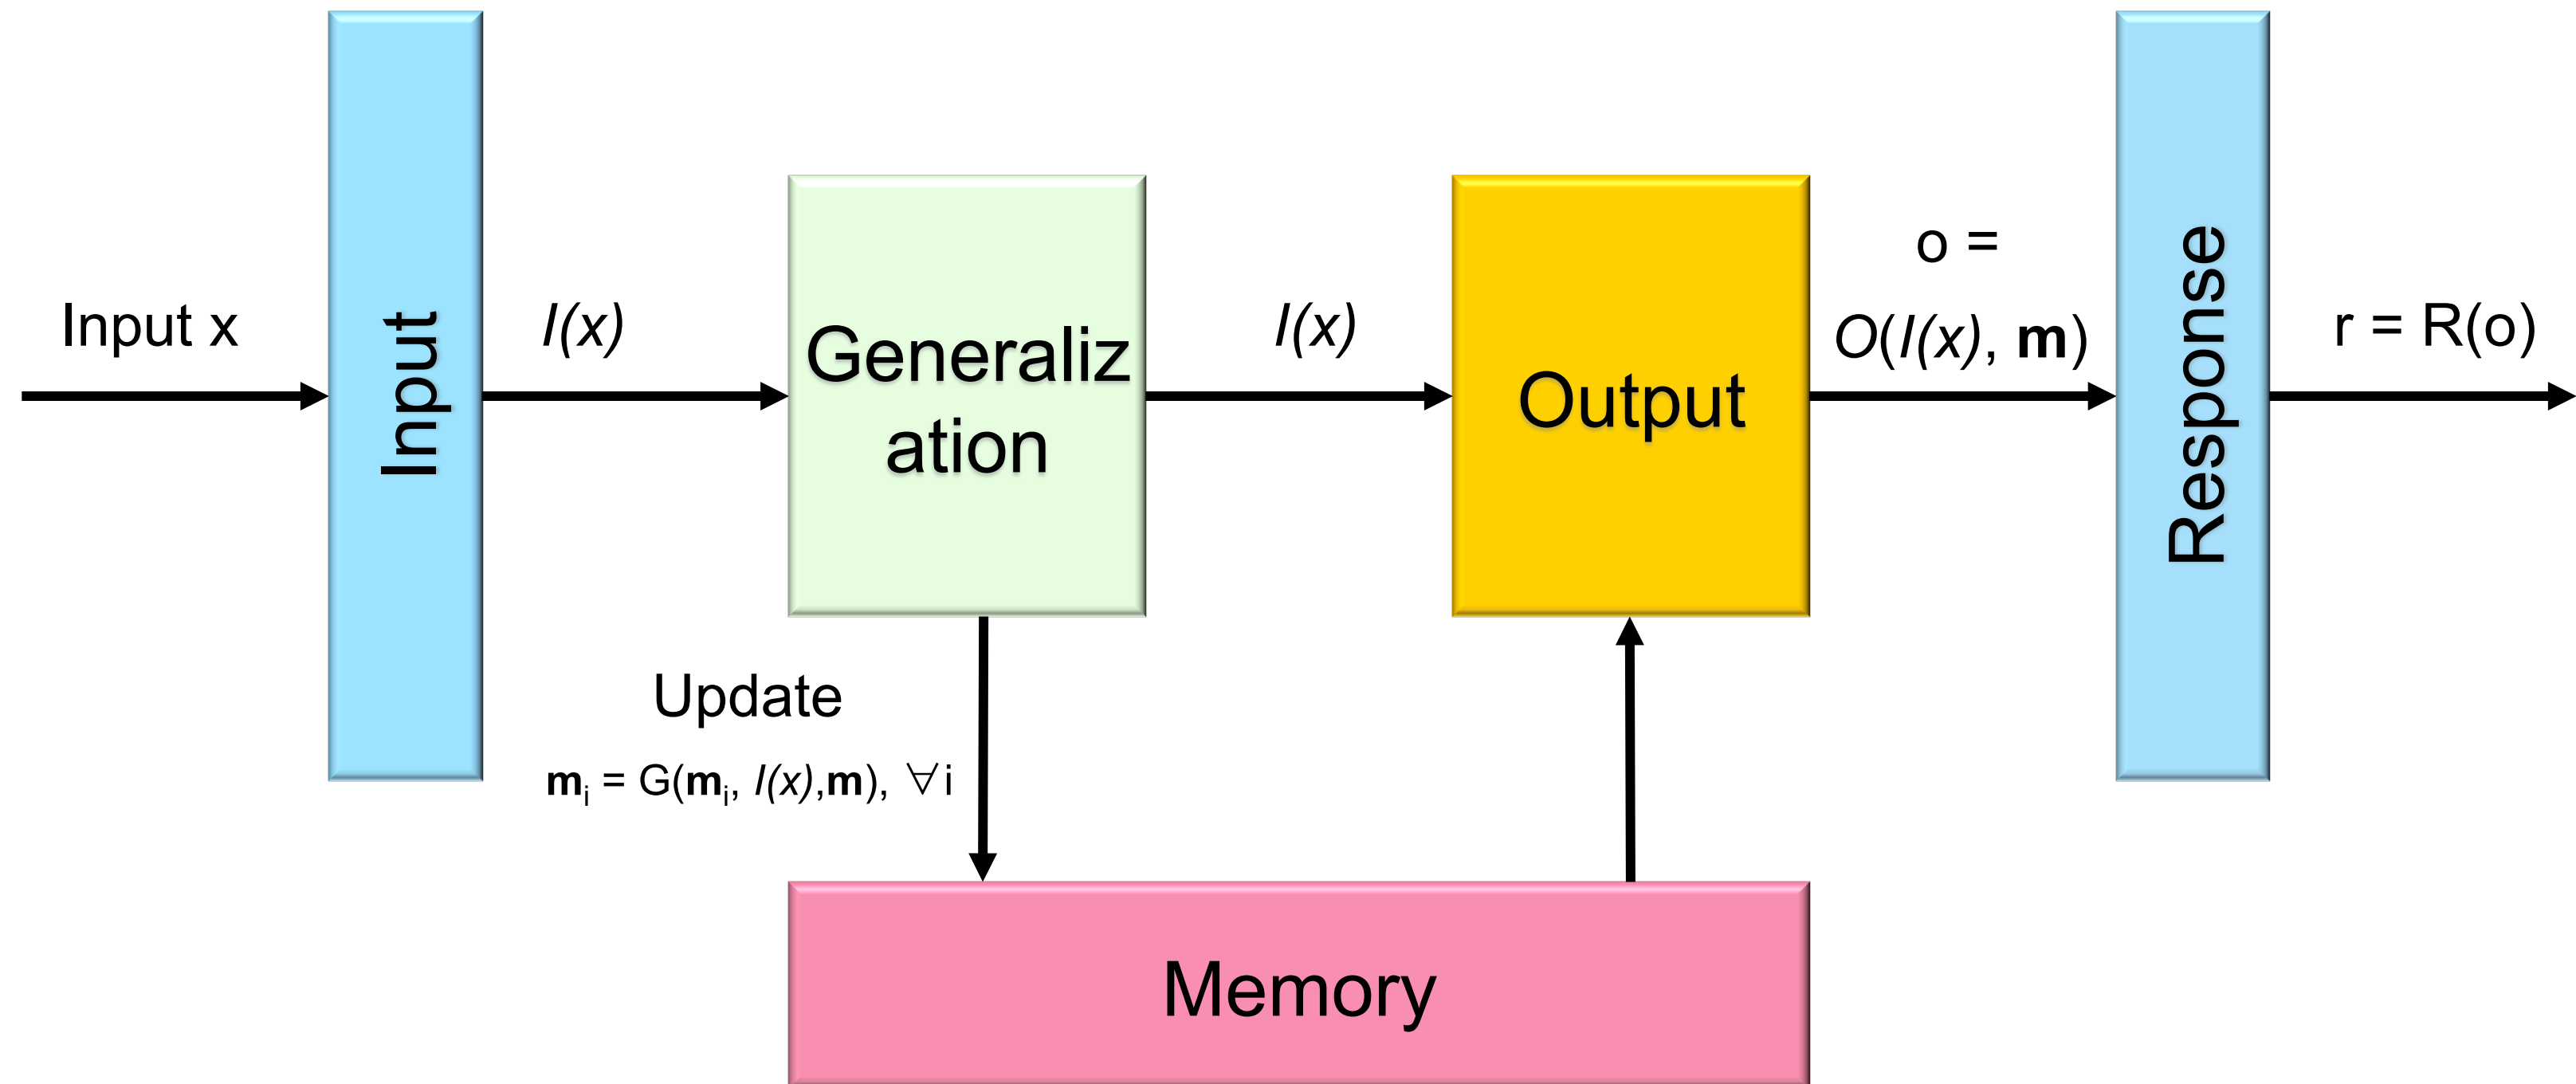 Input x
Input
I(x)
Generaliz
ation
I(x)
Output
o =
O(I(x), m)
Response
r = R(o)
Update
mᵢ = G(mᵢ, I(x),m), ∀i
Memory